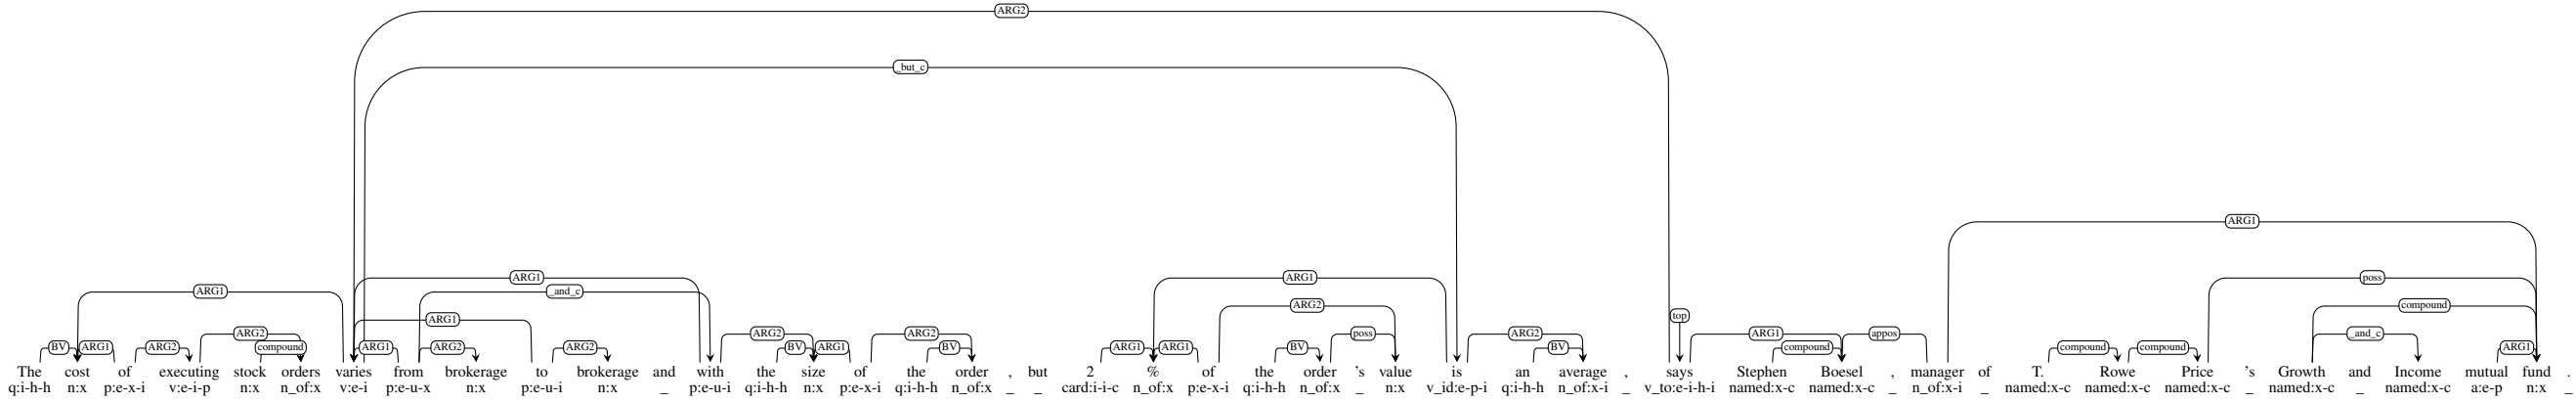 ARG2
_but_c
ARG1
ARG1 ARG1 poss
ARG1 _and_c ARG2 compound
ARG1 top
ARG2 ARG2 ARG2 poss ARG2 ARG1 appos _and_c
BV ARG1 ARG2 compound ARG1 ARG2 ARG2 BV ARG1 BV ARG1 ARG1 BV BV compound compound compound ARG1
The cost of executing stock orders varies from brokerage to brokerage and with the size of the order , but 2 % of the order 's value is an average , says Stephen Boesel , manager of T. Rowe Price 's Growth and Income mutual fund .
q:i-h-h n:x p:e-x-i v:e-i-p n:x n_of:x v:e-i p:e-u-x n:x p:e-u-i n:x _ p:e-u-i q:i-h-h n:x p:e-x-i q:i-h-h n_of:x _ _ card:i-i-c n_of:x p:e-x-i q:i-h-h n_of:x _ n:x v_id:e-p-i q:i-h-h n_of:x-i _ v_to:e-i-h-i named:x-c named:x-c _ n_of:x-i _ named:x-c named:x-c named:x-c _ named:x-c _ named:x-c a:e-p n:x _